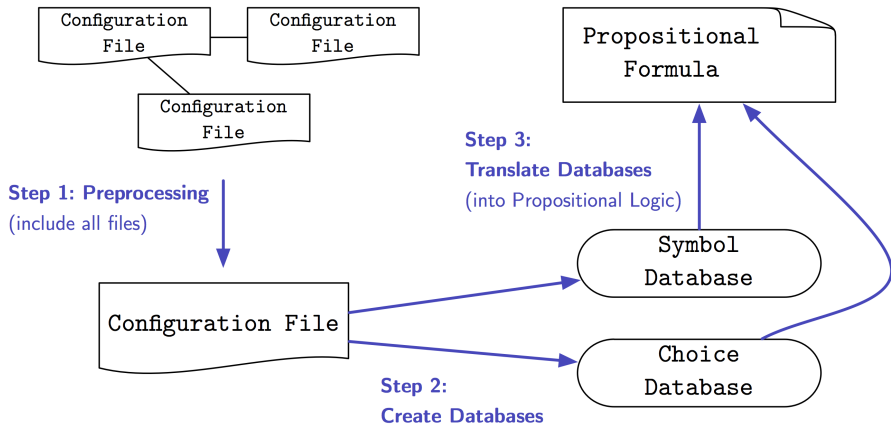 Configuration
File
Configuration
File
Configuration
File
Propositional
Formula
Step 1: Preprocessing
(include all files)
Step 3:
Translate Databases
(into Propositional Logic)
Configuration File
Symbol
Database
Step 2:
Create Databases
Choice
Database